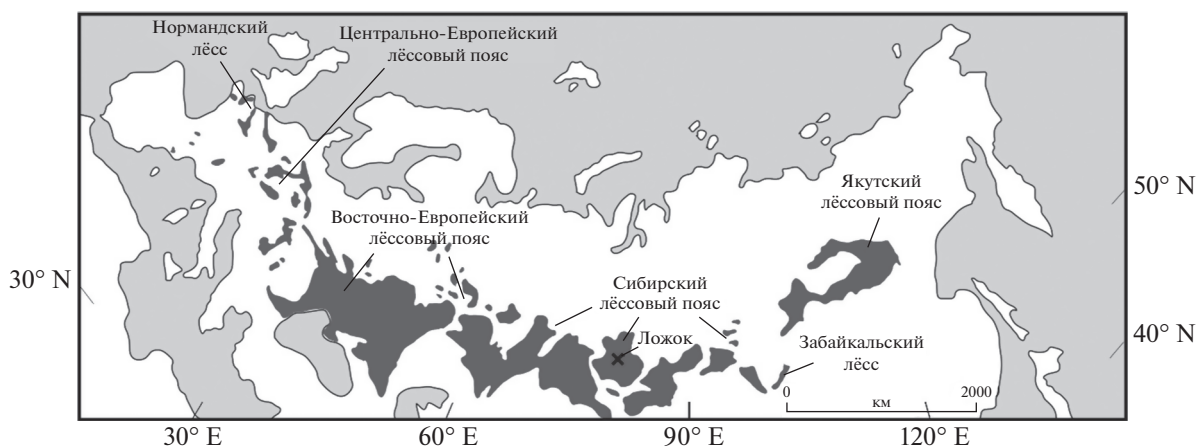 Нормандский
лёсс
Центрально-Европейский
лёссовый пояс
Якутский
лёссовый пояс
50° N
Восточно-Европейский
лёссовый пояс
30° N
Сибирский
лёссовый пояс
Ложок
Забайкальский
лёсс
40° N
0
2000
км
30° E
60° E
90° E
120° E